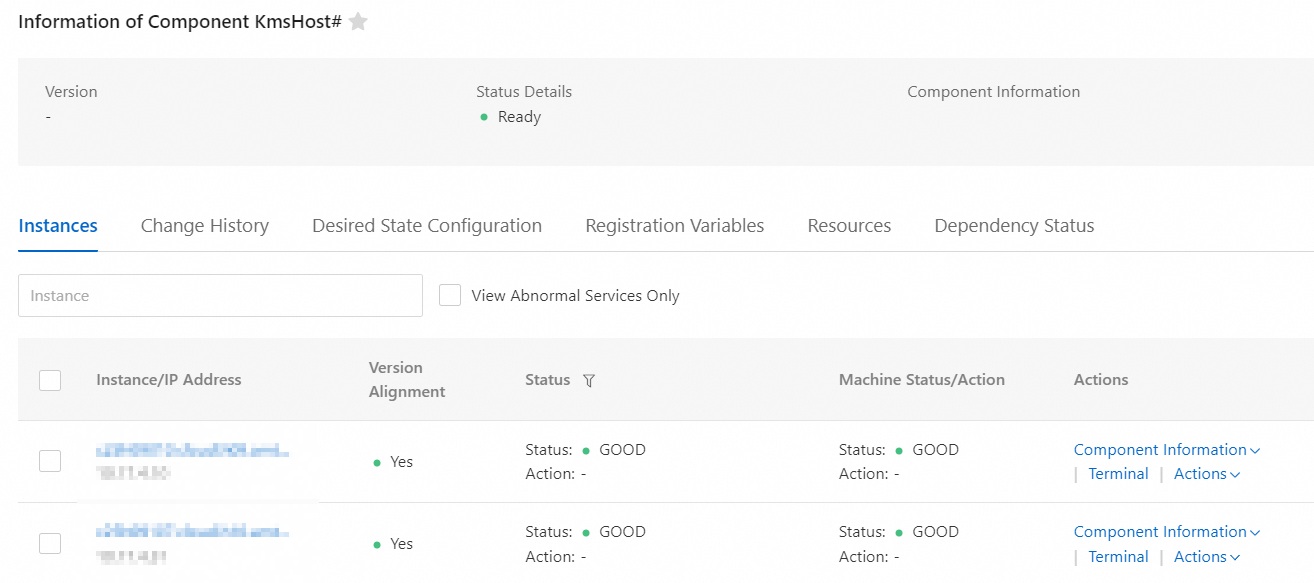 Information of Component KmsHost#
Version Status Details Component Information
- Ready
Instances Change History Desired State Configuration Registration Variables Resources Dependency Status
Instance View Abnormal Services Only
Instance/IP Address Version Alignment Status Machine Status/Action Actions
Yes Status: GOOD Status: GOOD Component Information
Action: - Action: - | Terminal | Actions
Yes Status: GOOD Status: GOOD Component Information
Action: - Action: - | Terminal | Actions